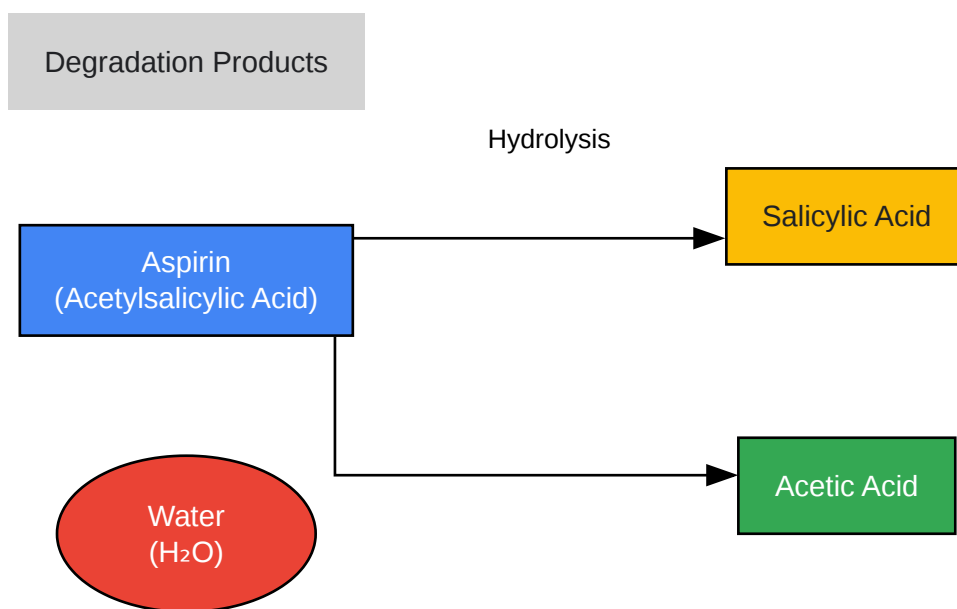 Degradation Products
Hydrolysis
Salicylic Acid
Aspirin
(Acetylsalicylic Acid)
Acetic Acid
Water
(H₂O)